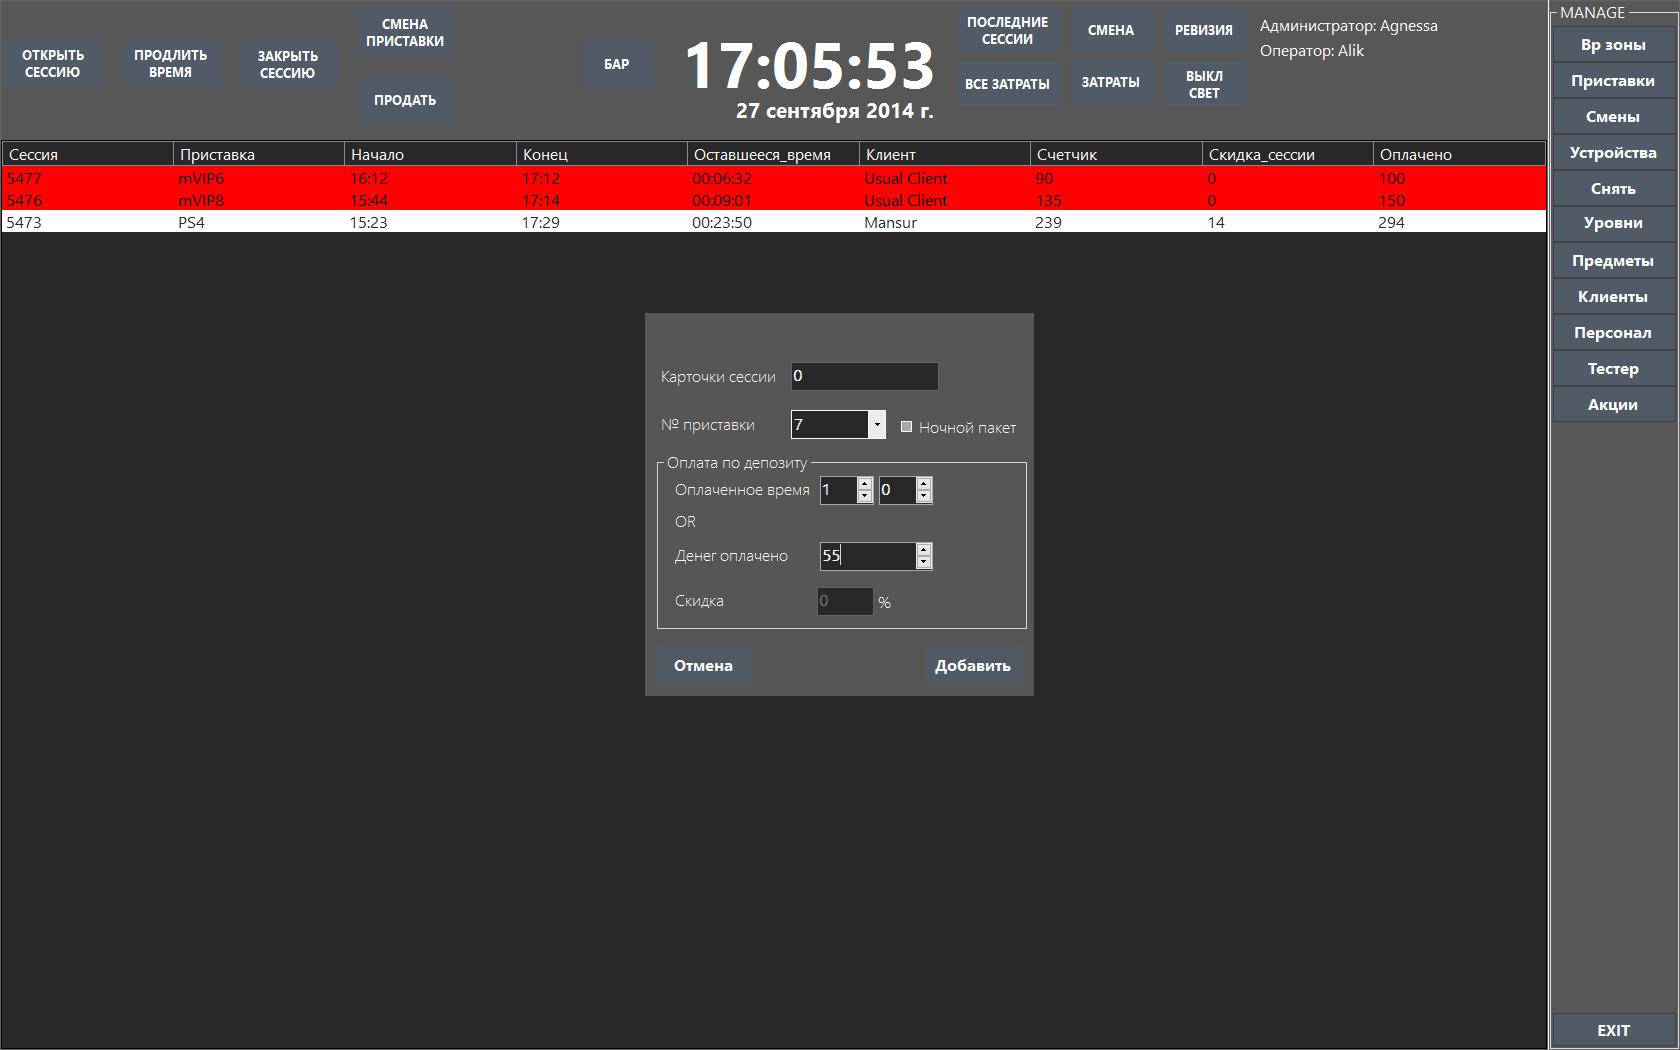 ОТКРЫТЬ
СЕССИЮ
ПРОДЛИТЬ
ВРЕМЯ
ЗАКРЫТЬ
СЕССИЮ
СМЕНА
ПРИСТАВКИ
ПРОДАТЬ
БАР
17:05:53
27 сентября 2014 г.
ПОСЛЕДНИЕ
СЕССИИ
СМЕНА
РЕВИЗИЯ
ВСЕ ЗАТРАТЫ
ЗАТРАТЫ
ВЫКЛ
СВЕТ
Администратор: Agnessa
Оператор: Alik
Сессия Приставка Начало Конец Оставшееся_время Клиент Счетчик Скидка_сессии Оплачено
5477 mVIP6 16:12 17:12 00:06:32 Usual Client 90 0 100
5476 mVIP8 15:44 17:14 00:09:01 Usual Client 135 0 150
5473 PS4 15:23 17:29 00:23:50 Mansur 239 14 294
Карточки сессии 0
№ приставки 7 Ночной пакет
Оплата по депозиту
Оплаченное время 1 0
OR
Денег оплачено 55
Скидка 0 %
Отмена Добавить
MANAGE
Вр зоны
Приставки
Смены
Устройства
Снять
Уровни
Предметы
Клиенты
Персонал
Тестер
Акции
EXIT